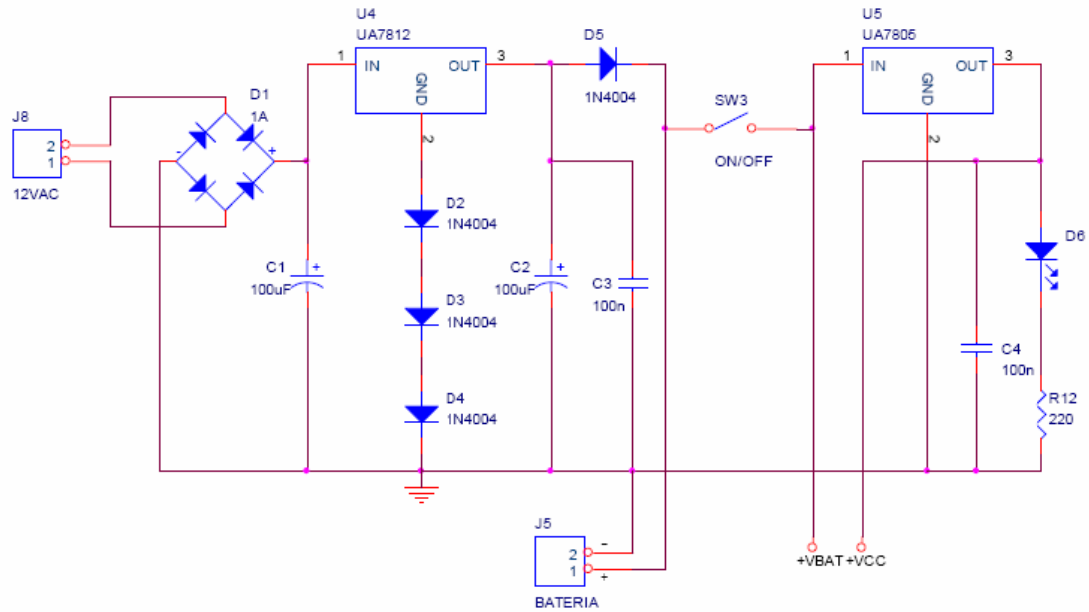 U4
UA7812
1
IN
OUT
3
GND
2
D5
1N4004
U5
UA7805
1
IN
OUT
3
GND
2
SW3
ON/OFF
J8
2
1
12VAC
D1
1A
-
+
D2
1N4004
D3
1N4004
D4
1N4004
C1
+
100uF
C2
+
100uF
C3
100n
D6
C4
100n
R12
220
J5
2
-
1
+
BATERIA
+VBAT
+VCC